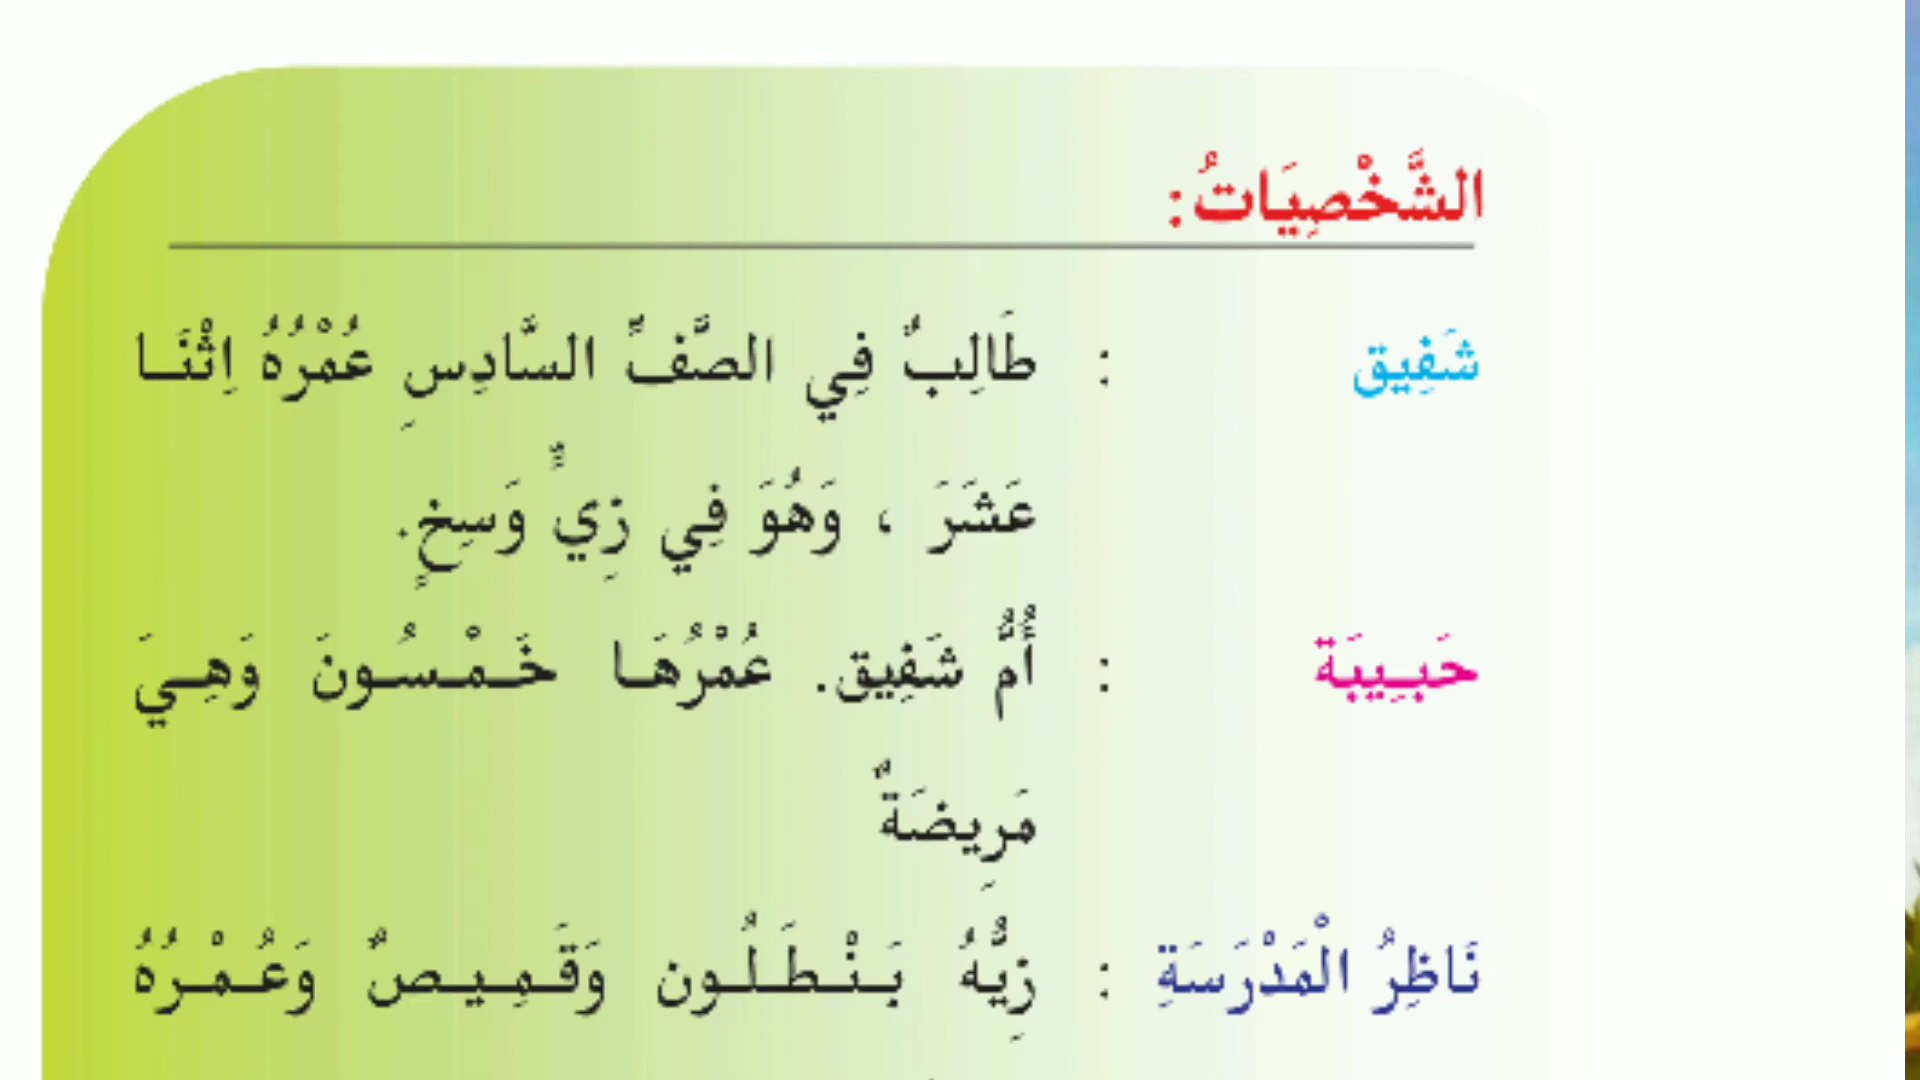 الشَّخْصِيَاتُ:
شَفِيق : طَالِبٌ فِي الصَّفِّ السَّادِسِ عُمْرُهُ اِثْنَا
عَشَرَ ، وَهُوَ فِي زِيٍّ وَسِخٍ.
حَبِيبَة : أُمُّ شَفِيق. عُمْرُهَا خَمْسُونَ وَهِيَ
مَرِيضَةٌ
نَاظِرُ الْمَدْرَسَةِ : زِيُّهُ بَنْطَلُون وَقَمِيصٌ وَعُمْرُهُ